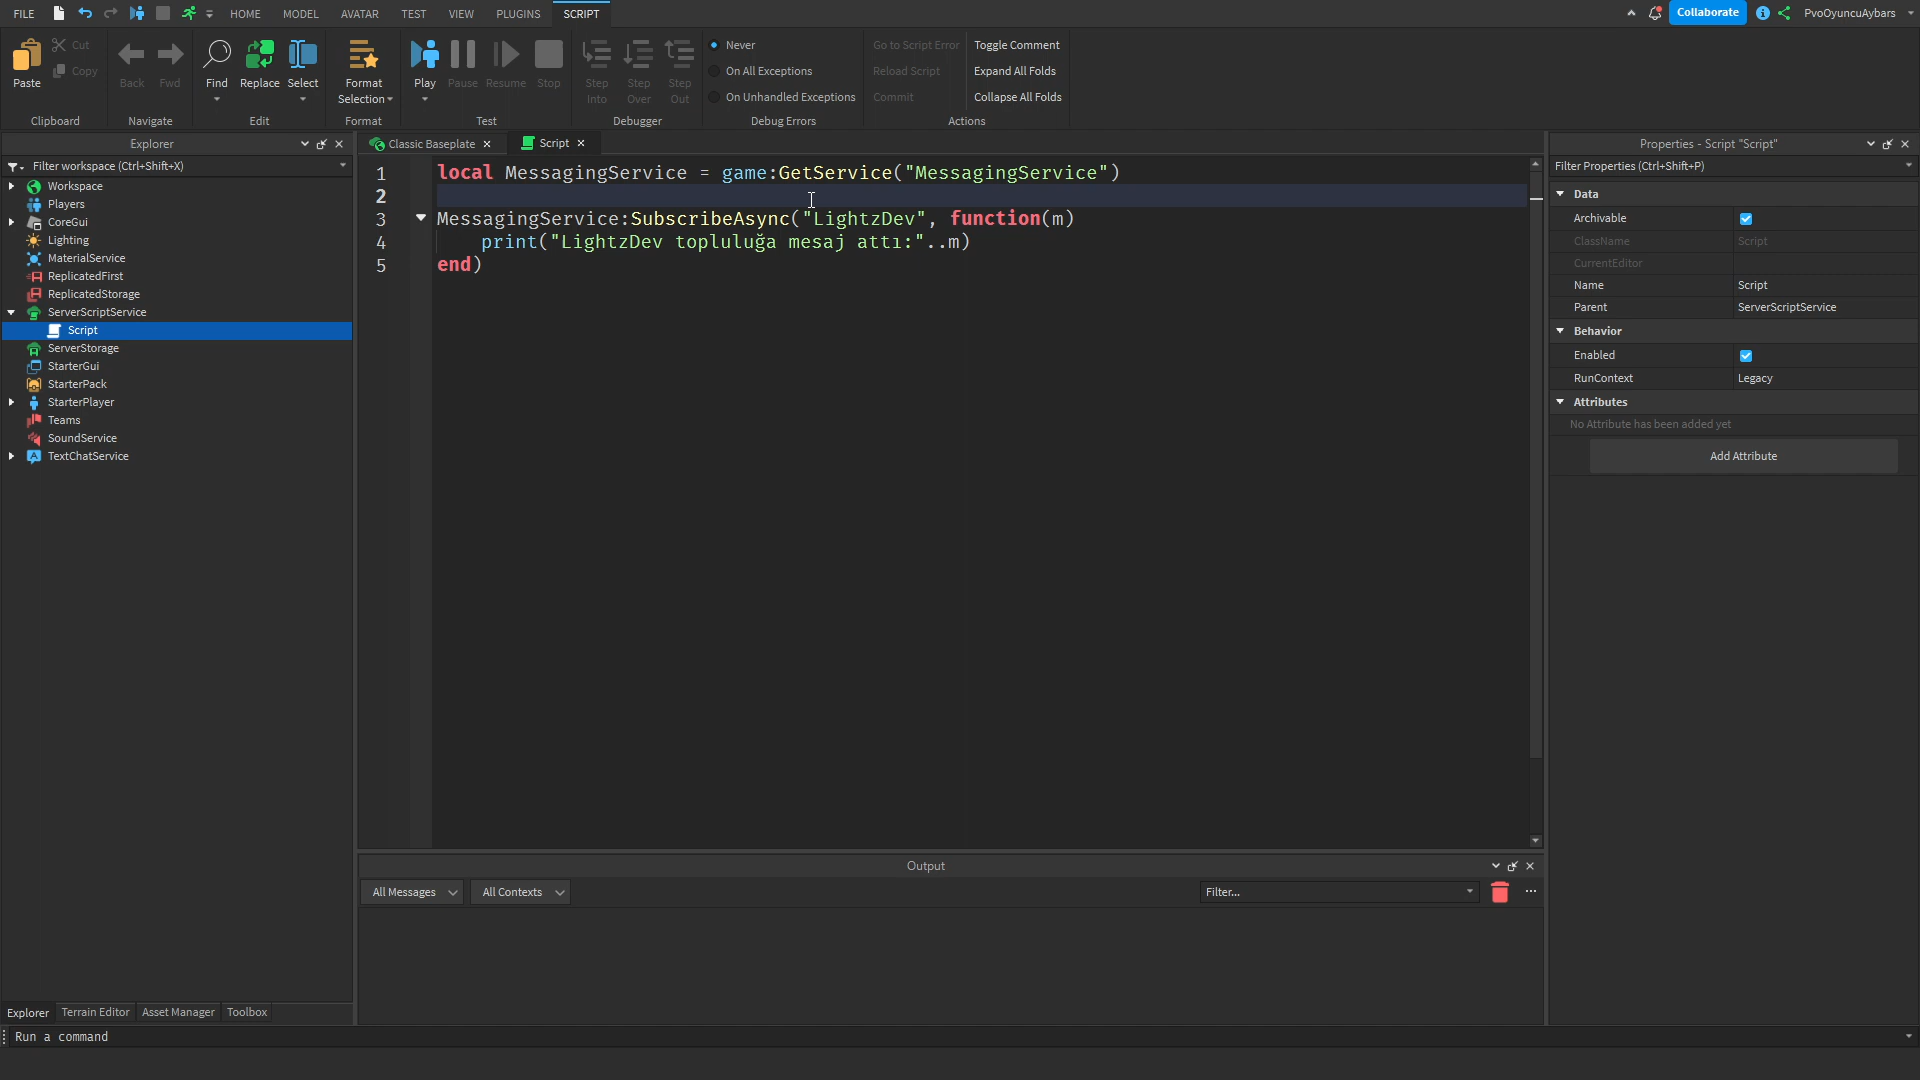 FILE HOME MODEL AVATAR TEST VIEW PLUGINS SCRIPT Collaborate PvoOyuncuAybars
Paste Cut Copy Clipboard
Back Fwd Navigate
Find Replace Select Edit
Format Selection Format
Play Pause Resume Stop Test
Step Into Step Over Step Out Debugger
Never
On All Exceptions
On Unhandled Exceptions
Debug Errors
Go to Script Error Toggle Comment
Reload Script Expand All Folds
Commit Collapse All Folds
Actions
Explorer
Filter workspace (Ctrl+Shift+X)
Workspace
Players
CoreGui
Lighting
MaterialService
ReplicatedFirst
ReplicatedStorage
ServerScriptService
Script
ServerStorage
StarterGui
StarterPack
StarterPlayer
Teams
SoundService
TextChatService
Explorer Terrain Editor Asset Manager Toolbox
Classic Baseplate Script
1 local MessagingService = game:GetService("MessagingService")
2
3 MessagingService:SubscribeAsync("LightzDev", function(m)
4 print("LightzDev topluluğa mesaj attı:"..m)
5 end)
Output
All Messages All Contexts Filter...
Properties - Script "Script"
Filter Properties (Ctrl+Shift+P)
Data
Archivable
ClassName Script
CurrentEditor
Name Script
Parent ServerScriptService
Behavior
Enabled
RunContext Legacy
Attributes
No Attribute has been added yet
Add Attribute
Run a command